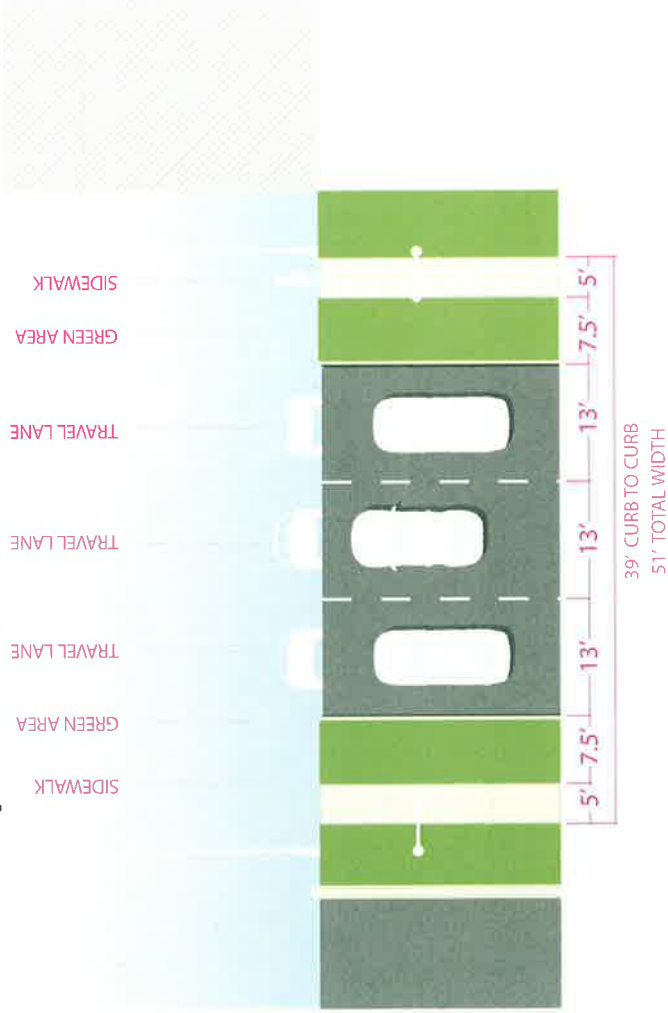 SIDEWALK
GREEN AREA
TRAVEL LANE
TRAVEL LANE
TRAVEL LANE
GREEN AREA
SIDEWALK
5' 7.5' 13' 13' 13' 7.5' 5'
39' CURB TO CURB
51' TOTAL WIDTH